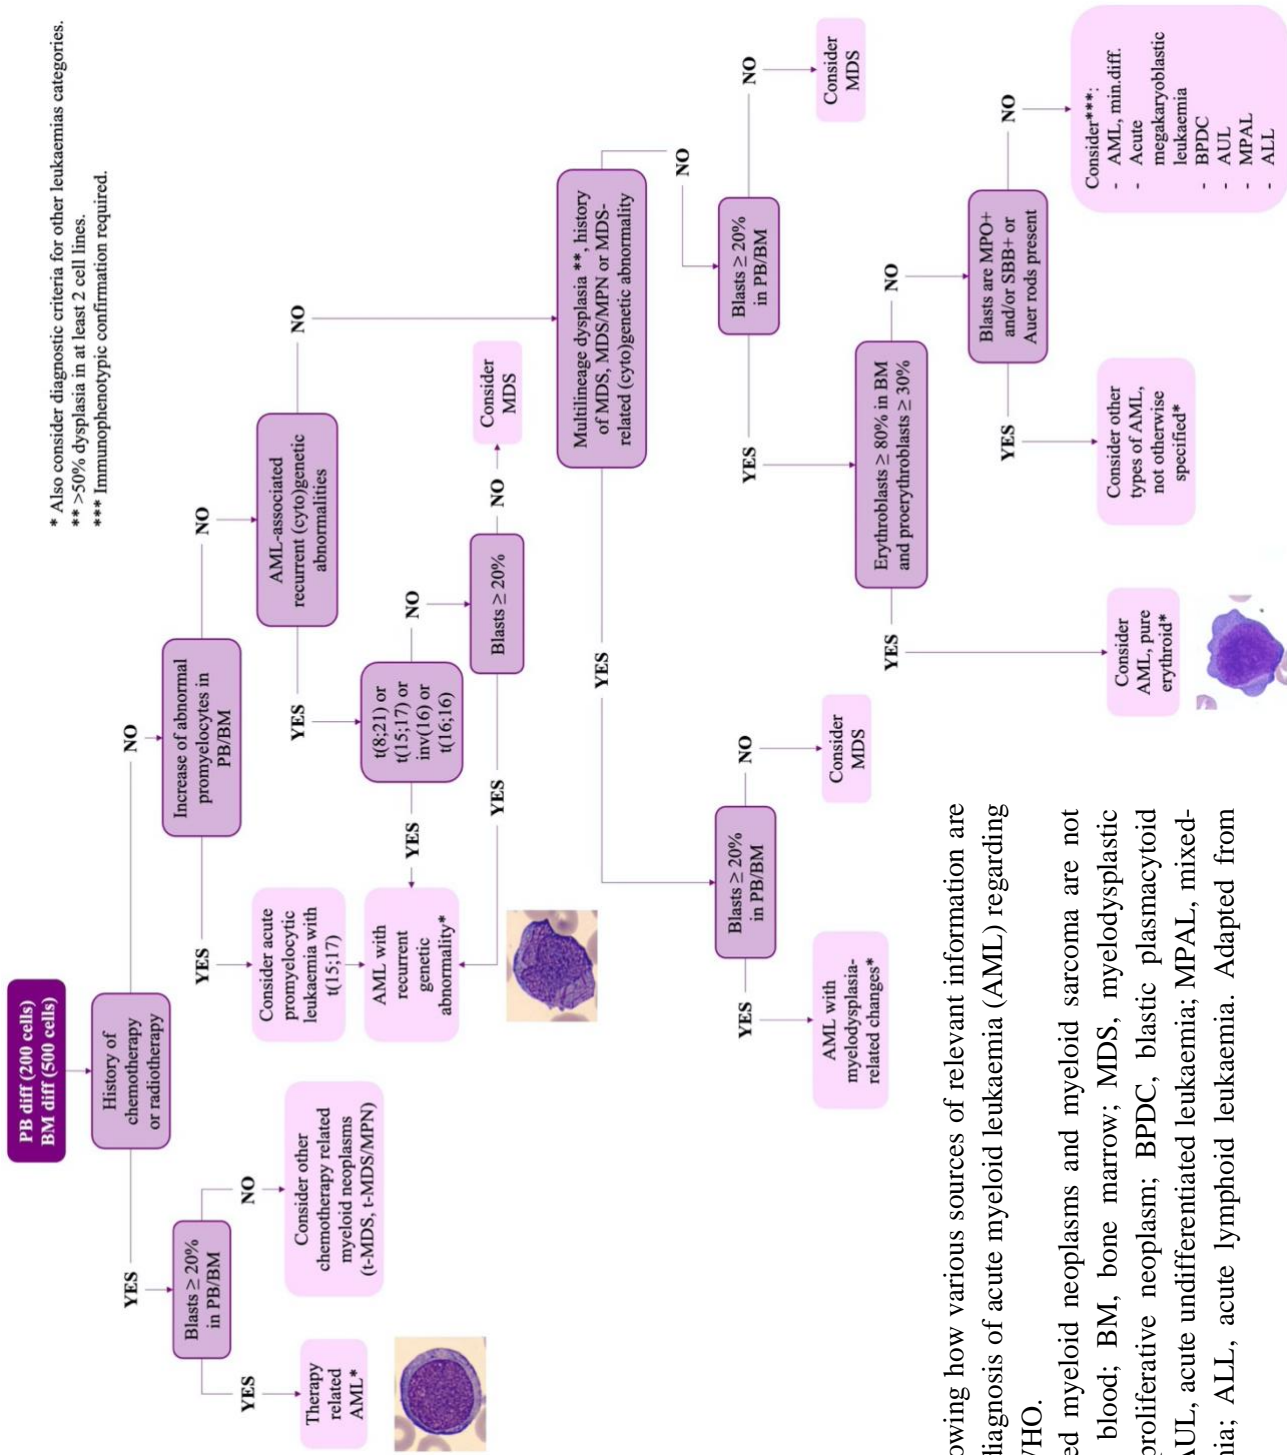 PB diff (200 cells)
BM diff (500 cells)
History of
chemotherapy
or radiotherapy
YES
NO
Blasts ≥ 20%
in PB/BM
YES
NO
Therapy
related
AML*
Consider other
chemotherapy related
myeloid neoplasms
(t-MDS, t-MDS/MPN)
Increase of abnormal
promyelocytes in
PB/BM
YES
NO
Consider acute
promyelocytic
leukaemia with
t(15;17)
AML with
recurrent
genetic
abnormality*
AML-associated
recurrent (cyto)genetic
abnormalities
YES
NO
t(8;21) or
t(15;17) or
inv(16) or
t(16;16)
YES
NO
Blasts ≥ 20%
YES
NO
Consider
MDS
Multilineage dysplasia **, history
of MDS, MDS/MPN or MDS-
related (cyto)genetic abnormality
YES
NO
Blasts ≥ 20%
in PB/BM
YES
NO
AML with
myelodysplasia-
related changes*
Consider
MDS
Blasts ≥ 20%
in PB/BM
YES
NO
Consider
MDS
Erythroblasts ≥ 80% in BM
and proerythroblasts ≥ 30%
YES
NO
Consider
AML, pure
erythroid*
Blasts are MPO+
and/or SBB+ or
Auer rods present
YES
NO
Consider other
types of AML,
not otherwise
specified*
Consider***:
- AML, min.diff.
- Acute
megakaryoblastic
leukaemia
- BPDC
- AUL
- MPAL
- ALL
* Also consider diagnostic criteria for other leukaemias categories.
** >50% dysplasia in at least 2 cell lines.
*** Immunophenotypic confirmation required.
owing how various sources of relevant information are
diagnosis of acute myeloid leukaemia (AML) regarding
WHO.
ed myeloid neoplasms and myeloid sarcoma are not
blood; BM, bone marrow; MDS, myelodysplastic
proliferative neoplasm; BPDC, blastic plasmacytoid
AUL, acute undifferentiated leukaemia; MPAL, mixed-
nia; ALL, acute lymphoid leukaemia. Adapted from